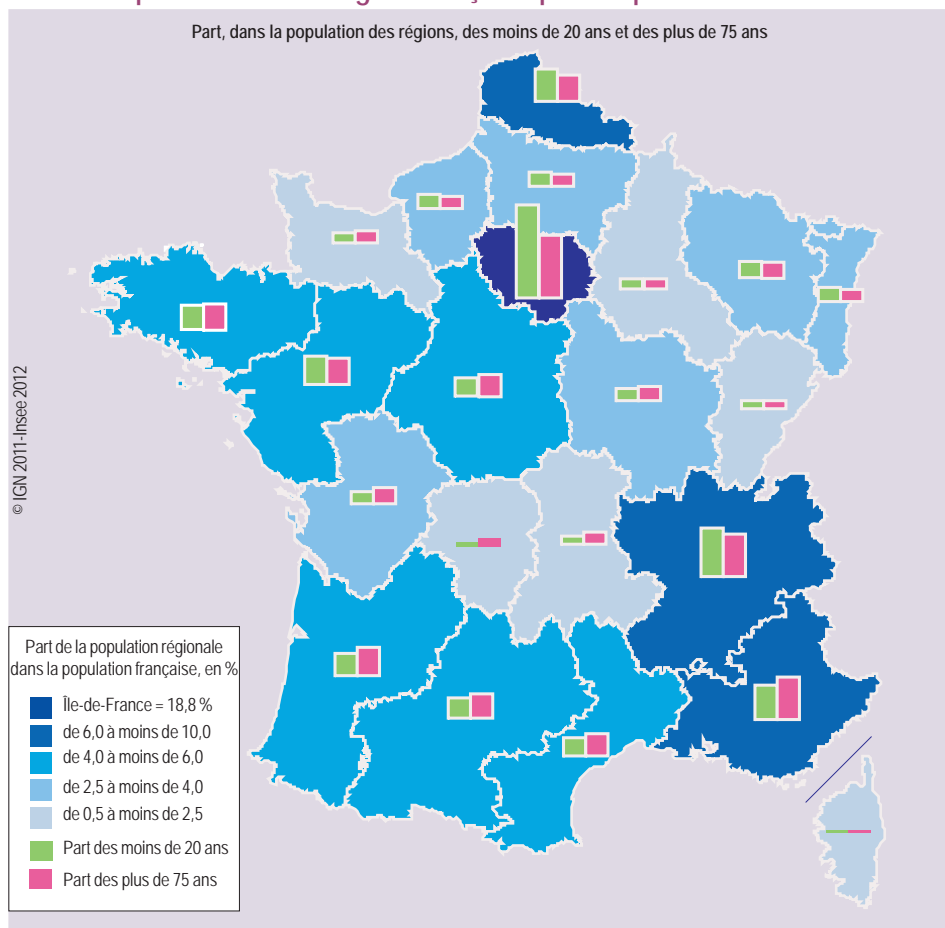 Part, dans la population des régions, des moins de 20 ans et des plus de 75 ans
© IGN 2011-Insee 2012
Part de la population régionale
dans la population française, en %
Île-de-France = 18,8 %
de 6,0 à moins de 10,0
de 4,0 à moins de 6,0
de 2,5 à moins de 4,0
de 0,5 à moins de 2,5
Part des moins de 20 ans
Part des plus de 75 ans